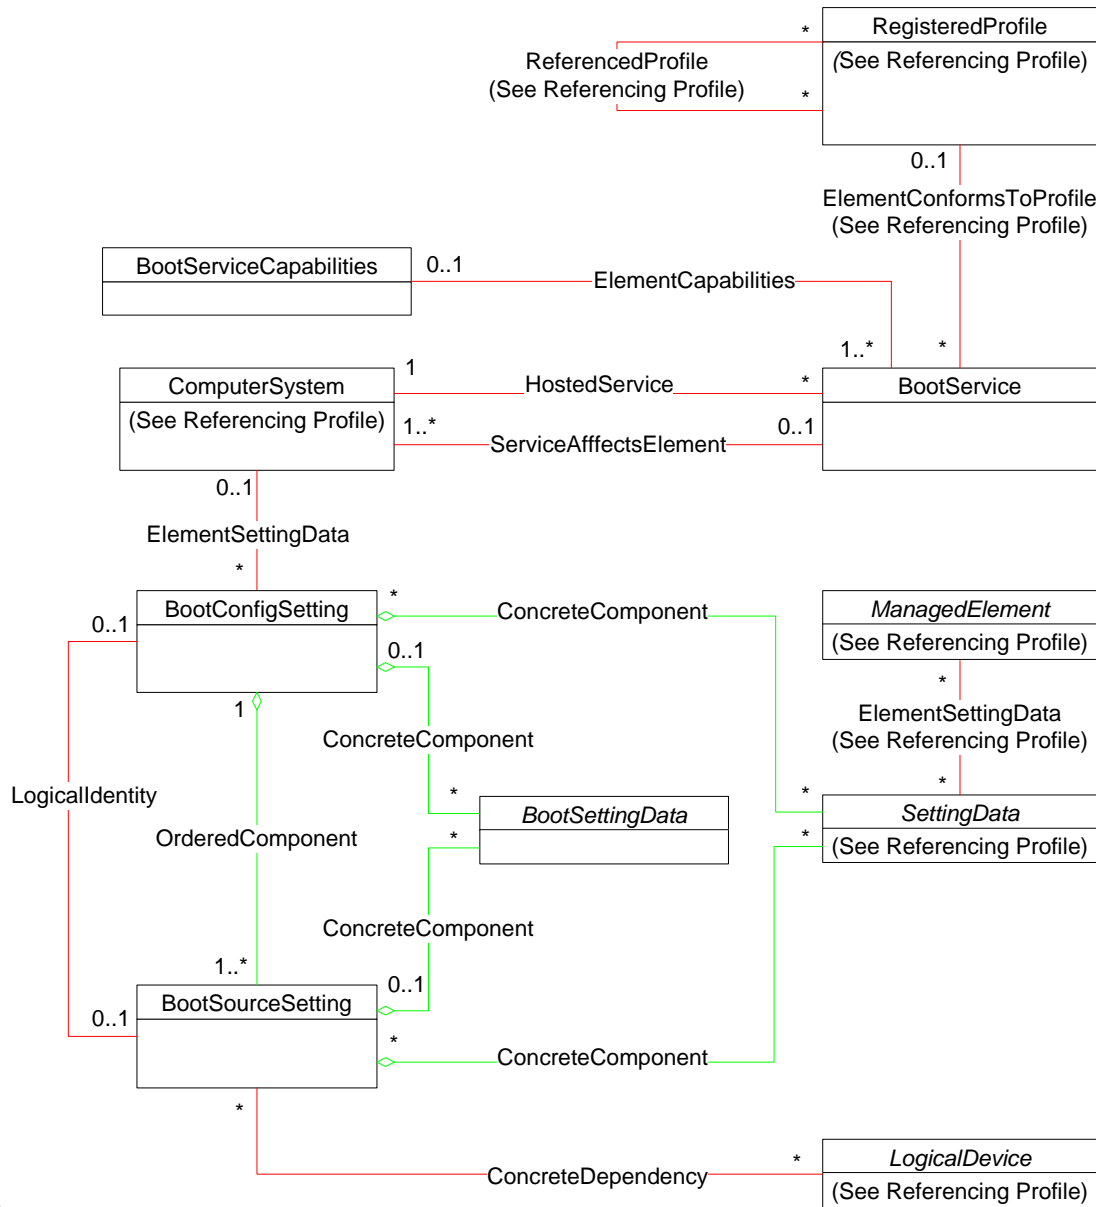 *
RegisteredProfile
ReferencedProfile
(See Referencing Profile)
(See Referencing Profile)
*
0..1
ElementConformsToProfile
(See Referencing Profile)
BootServiceCapabilities
0..1
ElementCapabilities
1..*
*
ComputerSystem
(See Referencing Profile)
1
HostedService
*
BootService
1..*
ServiceAfffectsElement
0..1
0..1
ElementSettingData
*
BootConfigSetting
*
ConcreteComponent
ManagedElement
(See Referencing Profile)
0..1
0..1
*
1
ElementSettingData
(See Referencing Profile)
ConcreteComponent
*
LogicalIdentity
*
*
BootSettingData
SettingData
(See Referencing Profile)
OrderedComponent
*
*
ConcreteComponent
1..*
0..1
BootSourceSetting
0..1
*
ConcreteComponent
*
*
ConcreteDependency
LogicalDevice
(See Referencing Profile)